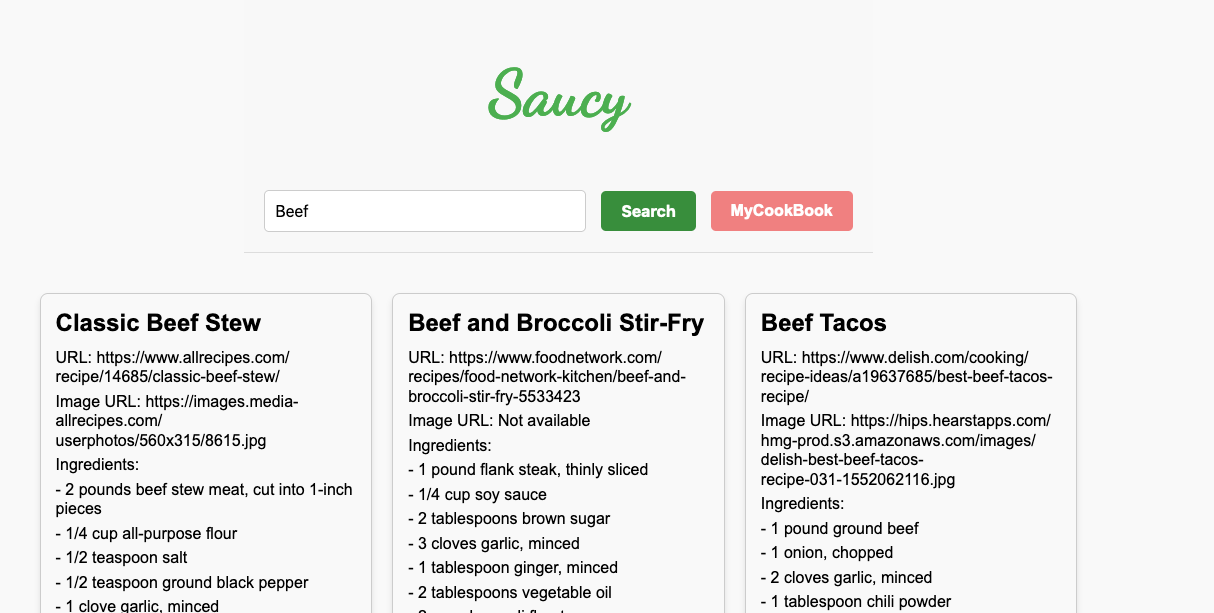 Saucy
Beef
Search
MyCookBook
Classic Beef Stew
URL: https://www.allrecipes.com/
recipe/14685/classic-beef-stew/
Image URL: https://images.media-
allrecipes.com/
userphotos/560x315/8615.jpg
Ingredients:
- 2 pounds beef stew meat, cut into 1-inch
pieces
- 1/4 cup all-purpose flour
- 1/2 teaspoon salt
- 1/2 teaspoon ground black pepper
- 1 clove garlic, minced
Beef and Broccoli Stir-Fry
URL: https://www.foodnetwork.com/
recipes/food-network-kitchen/beef-and-
broccoli-stir-fry-5533423
Image URL: Not available
Ingredients:
- 1 pound flank steak, thinly sliced
- 1/4 cup soy sauce
- 2 tablespoons brown sugar
- 3 cloves garlic, minced
- 1 tablespoon ginger, minced
- 2 tablespoons vegetable oil
Beef Tacos
URL: https://www.delish.com/cooking/
recipe-ideas/a19637685/best-beef-tacos-
recipe/
Image URL: https://hips.hearstapps.com/
hmg-prod.s3.amazonaws.com/images/
delish-best-beef-tacos-
recipe-031-1552062116.jpg
Ingredients:
- 1 pound ground beef
- 1 onion, chopped
- 2 cloves garlic, minced
- 1 tablespoon chili powder